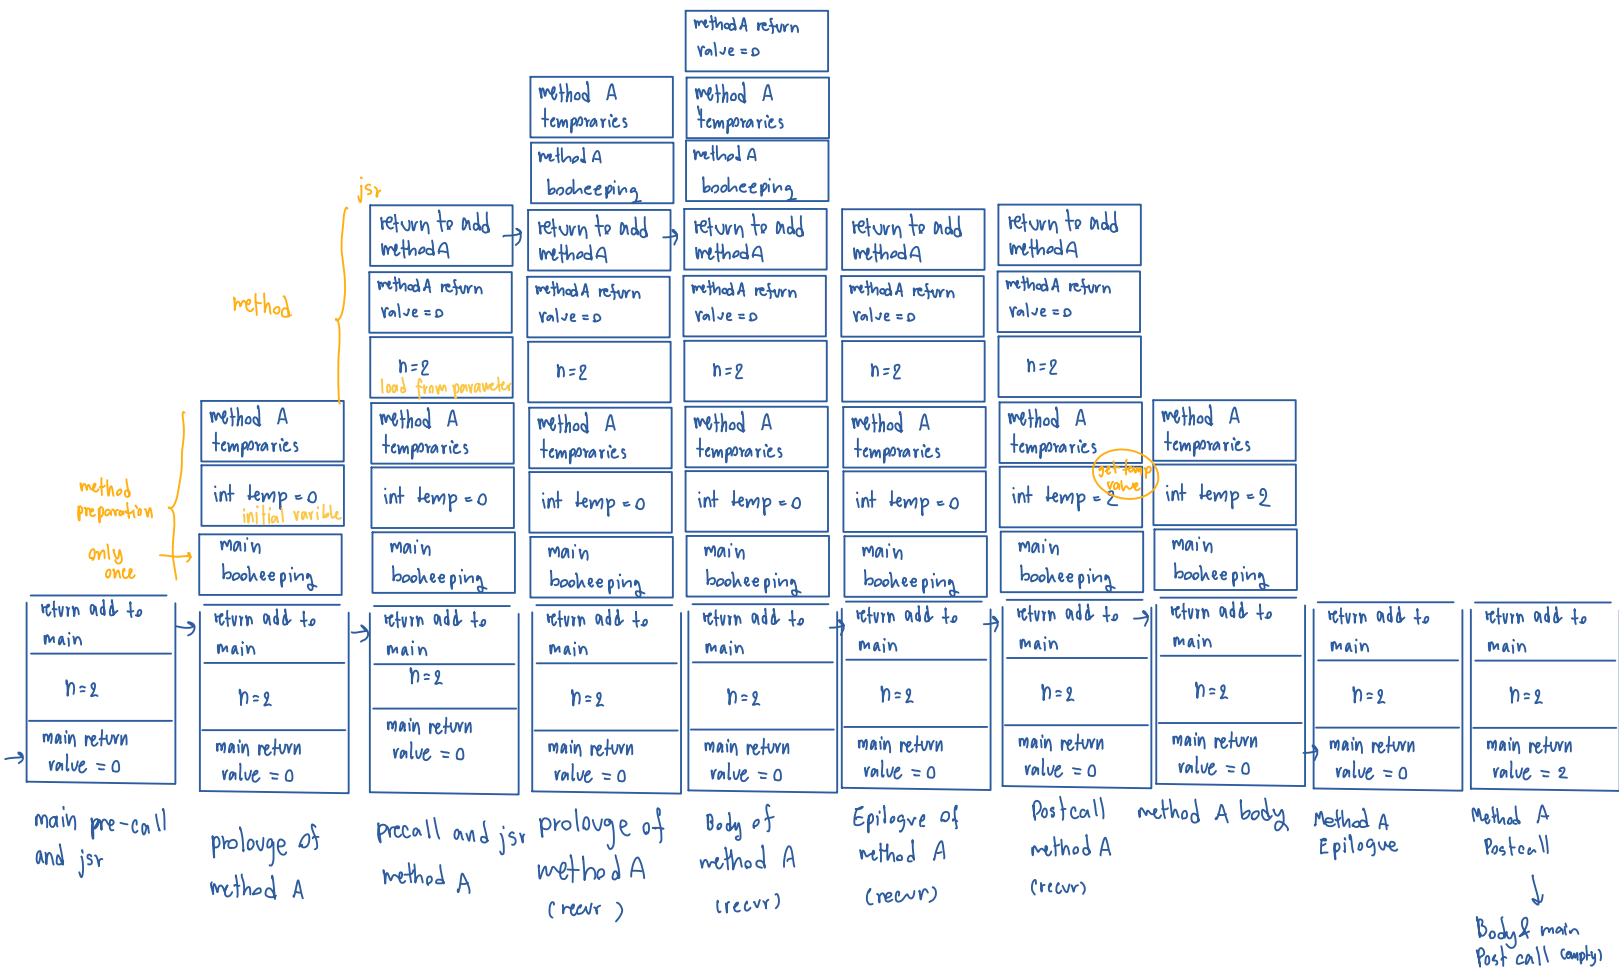 method A return
value = 0
method A
temporaries
method A
booheeping
method A
temporaries
method A
booheeping
jsr
method
return to add
method A
method A return
value = 0
n = 2
load from parameter
method A
temporaries
int temp = 0
main
booheeping
return add to
main
n = 2
main return
value = 0
precall and jsr
method A
return to add
method A
method A return
value = 0
n = 2
method A
temporaries
int temp = 0
main
booheeping
return add to
main
n = 2
main return
value = 0
prolouge of
method A
(recur)
return to add
method A
method A return
value = 0
n = 2
method A
temporaries
int temp = 0
main
booheeping
return add to
main
n = 2
main return
value = 0
Body of
method A
(recur)
return to add
method A
method A return
value = 0
n = 2
method A
temporaries
int temp = 0
main
booheeping
return add to
main
n = 2
main return
value = 0
Epilogue of
method A
(recur)
return to add
method A
method A return
value = 0
n = 2
method A
temporaries
get temp
value
int temp = 2
main
booheeping
return add to
main
n = 2
main return
value = 0
Postcall
method A
(recur)
method A
temporaries
int temp = 2
main
booheeping
return add to
main
n = 2
main return
value = 0
method A body
method
preparation
only
once
method A
temporaries
int temp = 0
initial varible
main
booheeping
return add to
main
n = 2
main return
value = 0
prolouge of
method A
return add to
main
n = 2
main return
value = 0
main pre-call
and jsr
return add to
main
n = 2
main return
value = 0
Method A
Epilogue
return add to
main
n = 2
main return
value = 2
Method A
Postcall
Body & main
Post call (empty)